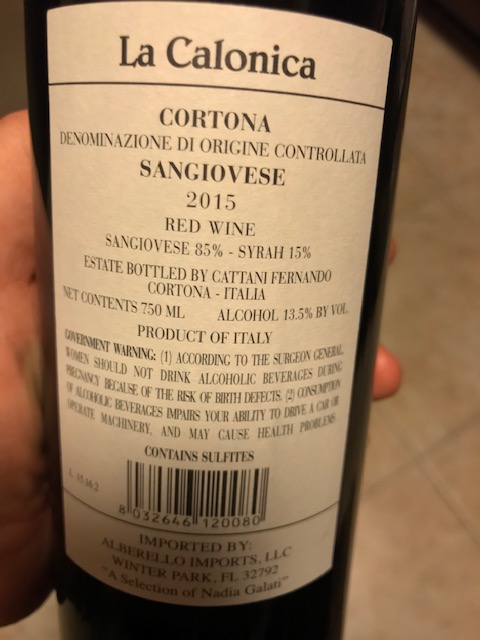 La Calonica
CORTONA
DENOMINAZIONE DI ORIGINE CONTROLLATA
SANGIOVESE
2015
RED WINE
SANGIOVESE 85% - SYRAH 15%
ESTATE BOTTLED BY CATTANI FERNANDO
CORTONA - ITALIA
NET CONTENTS 750 ML ALCOHOL 13.5% BY VOL.
PRODUCT OF ITALY
GOVERNMENT WARNING: (1) ACCORDING TO THE SURGEON GENERAL,
WOMEN SHOULD NOT DRINK ALCOHOLIC BEVERAGES DURING
PREGNANCY BECAUSE OF THE RISK OF BIRTH DEFECTS. (2) CONSUMPTION
OF ALCOHOLIC BEVERAGES IMPAIRS YOUR ABILITY TO DRIVE A CAR OR
OPERATE MACHINERY, AND MAY CAUSE HEALTH PROBLEMS.
CONTAINS SULFITES
8 032646 120080
IMPORTED BY:
ALBERELLO IMPORTS, LLC
WINTER PARK, FL 32792
"A Selection of Nadia Galati"